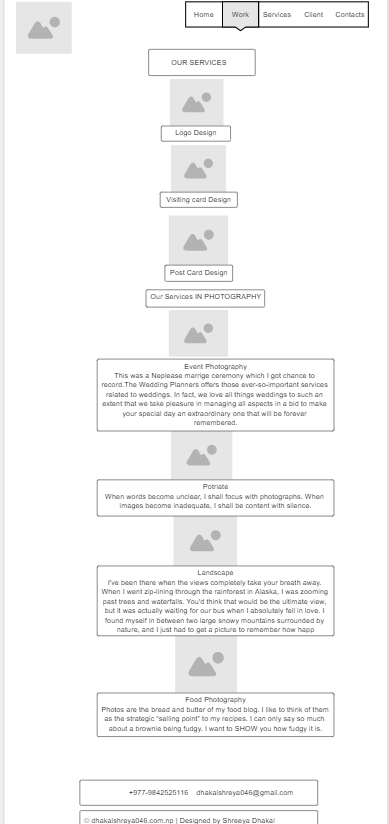 Home Work Services Client Contacts
OUR SERVICES
Logo Design
Visiting card Design
Post Card Design
Our Services IN PHOTOGRAPHY
Event Photography
This was a Neplease marrige ceremony which I got chance to
record.The Wedding Planners offers those ever-so-important services
related to weddings. In fact, we love all things weddings to such an
extent that we take pleasure in managing all aspects in a bid to make
your special day an extraordinary one that will be forever
remembered.
Potriate
When words become unclear, I shall focus with photographs. When
images become inadequate, I shall be content with silence.
Landscape
I've been there when the views completely take your breath away.
When I went zip-lining through the rainforest in Alaska, I was zooming
past trees and waterfalls. You'd think that would be the ultimate view,
but it was actually waiting for our bus when I absolutely fell in love. I
found myself in between two large snowy mountains surrounded by
nature, and I just had to get a picture to remember how happ
Food Photography
Photos are the bread and butter of my food blog. I like to think of them
as the strategic "selling point" to my recipes. I can only say so much
about a brownie being fudgy. I want to SHOW you how fudgy it is.
+977-9842525116 dhakalshreya046@gmail.com
© dhakalshreya046.com.np | Designed by Shreeya Dhakal